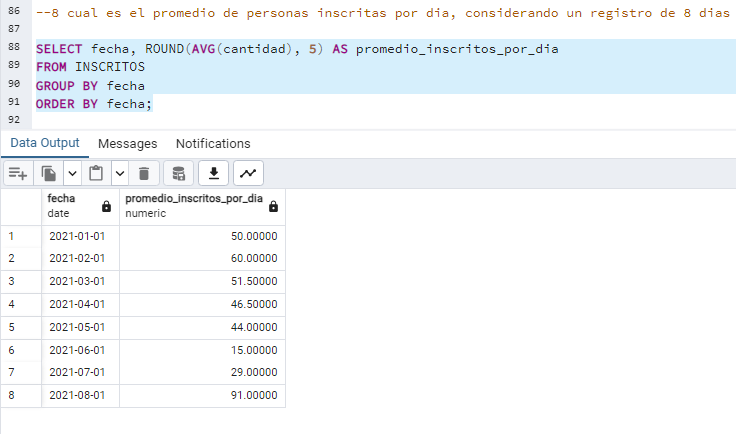 86 --8 cual es el promedio de personas inscritas por dia, considerando un registro de 8 dias
87
88 SELECT fecha, ROUND(AVG(cantidad), 5) AS promedio_inscritos_por_dia
89 FROM INSCRITOS
90 GROUP BY fecha
91 ORDER BY fecha;
92
Data Output Messages Notifications
fecha promedio_inscritos_por_dia
date numeric
1 2021-01-01 50.00000
2 2021-02-01 60.00000
3 2021-03-01 51.50000
4 2021-04-01 46.50000
5 2021-05-01 44.00000
6 2021-06-01 15.00000
7 2021-07-01 29.00000
8 2021-08-01 91.00000